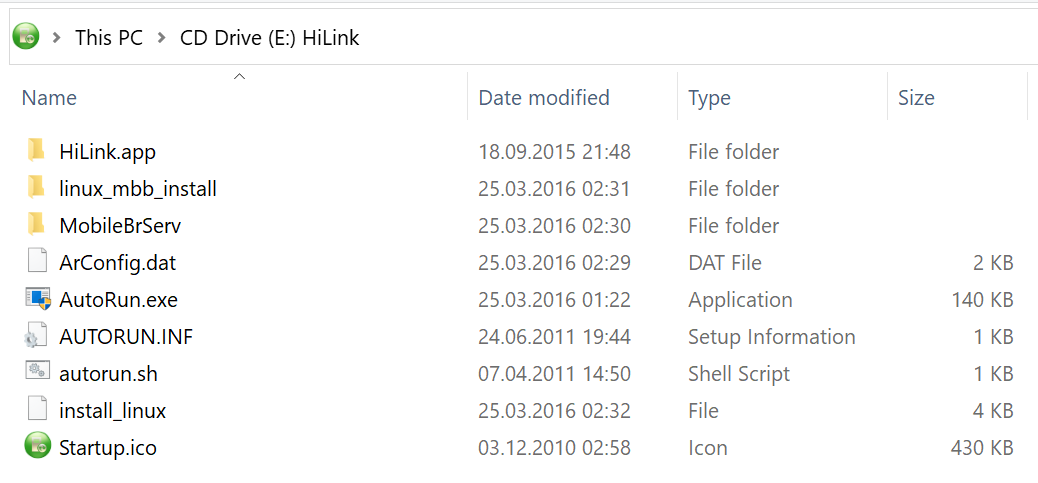 This PC > CD Drive (E:) HiLink
Name Date modified Type Size
HiLink.app 18.09.2015 21:48 File folder
linux_mbb_install 25.03.2016 02:31 File folder
MobileBrServ 25.03.2016 02:30 File folder
ArConfig.dat 25.03.2016 02:29 DAT File 2 KB
AutoRun.exe 25.03.2016 01:22 Application 140 KB
AUTORUN.INF 24.06.2011 19:44 Setup Information 1 KB
autorun.sh 07.04.2011 14:50 Shell Script 1 KB
install_linux 25.03.2016 02:32 File 4 KB
Startup.ico 03.12.2010 02:58 Icon 430 KB